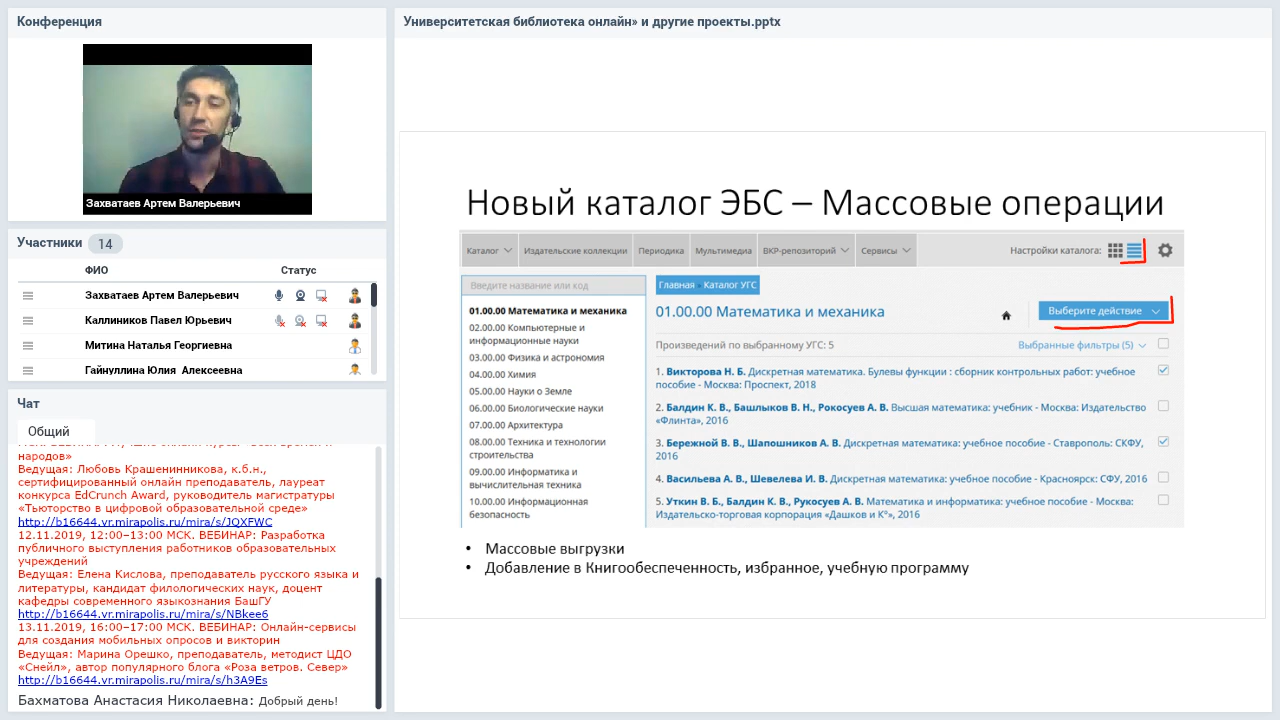 Конференция
Захватаев Артем Валерьевич
Участники 14
ФИО Статус
Захватаев Артем Валерьевич
Каллиников Павел Юрьевич
Митина Наталья Георгиевна
Гайнуллина Юлия Алексеевна
Чат
Общий
народов»
Ведущая: Любовь Крашенинникова, к.б.н.,
сертифицированный онлайн преподаватель, лауреат
конкурса EdCrunch Award, руководитель магистратуры
«Тьюторство в цифровой образовательной среде»
http://b16644.vr.mirapolis.ru/mira/s/JQXFWC
12.11.2019, 12:00–13:00 МСК. ВЕБИНАР: Разработка
публичного выступления работников образовательных
учреждений
Ведущая: Елена Кислова, преподаватель русского языка и
литературы, кандидат филологических наук, доцент
кафедры современного языкознания БашГУ
http://b16644.vr.mirapolis.ru/mira/s/NBkee6
13.11.2019, 16:00–17:00 МСК. ВЕБИНАР: Онлайн-сервисы
для создания мобильных опросов и викторин
Ведущая: Марина Орешко, преподаватель, методист ЦДО
«Снейл», автор популярного блога «Роза ветров. Север»
http://b16644.vr.mirapolis.ru/mira/s/h3A9Es
Бахматова Анастасия Николаевна: Добрый день!
Университетская библиотека онлайн» и другие проекты.pptx
Новый каталог ЭБС – Массовые операции
Каталог Издательские коллекции Периодика Мультимедиа ВКР-репозиторий Сервисы Настройки каталога:
Введите название или код
01.00.00 Математика и механика
02.00.00 Компьютерные и
информационные науки
03.00.00 Физика и астрономия
04.00.00 Химия
05.00.00 Науки о Земле
06.00.00 Биологические науки
07.00.00 Архитектура
08.00.00 Техника и технологии
строительства
09.00.00 Информатика и
вычислительная техника
10.00.00 Информационная
безопасность
Главная Каталог УГС
01.00.00 Математика и механика
Выберите действие
Произведений по выбранному УГС: 5 Выбранные фильтры (5)
1. Викторова Н. Б. Дискретная математика. Булевы функции : сборник контрольных работ: учебное
пособие - Москва: Проспект, 2018
2. Балдин К. В., Башлыков В. Н., Рокосуев А. В. Высшая математика: учебник - Москва: Издательство
«Флинта», 2016
3. Бережной В. В., Шапошников А. В. Дискретная математика: учебное пособие - Ставрополь: СКФУ,
2016
4. Васильева А. В., Шевелева И. В. Дискретная математика: учебное пособие - Красноярск: СФУ, 2016
5. Уткин В. Б., Балдин К. В., Рукосуев А. В. Математика и информатика: учебное пособие - Москва:
Издательско-торговая корпорация «Дашков и К°», 2016
• Массовые выгрузки
• Добавление в Книгообеспеченность, избранное, учебную программу